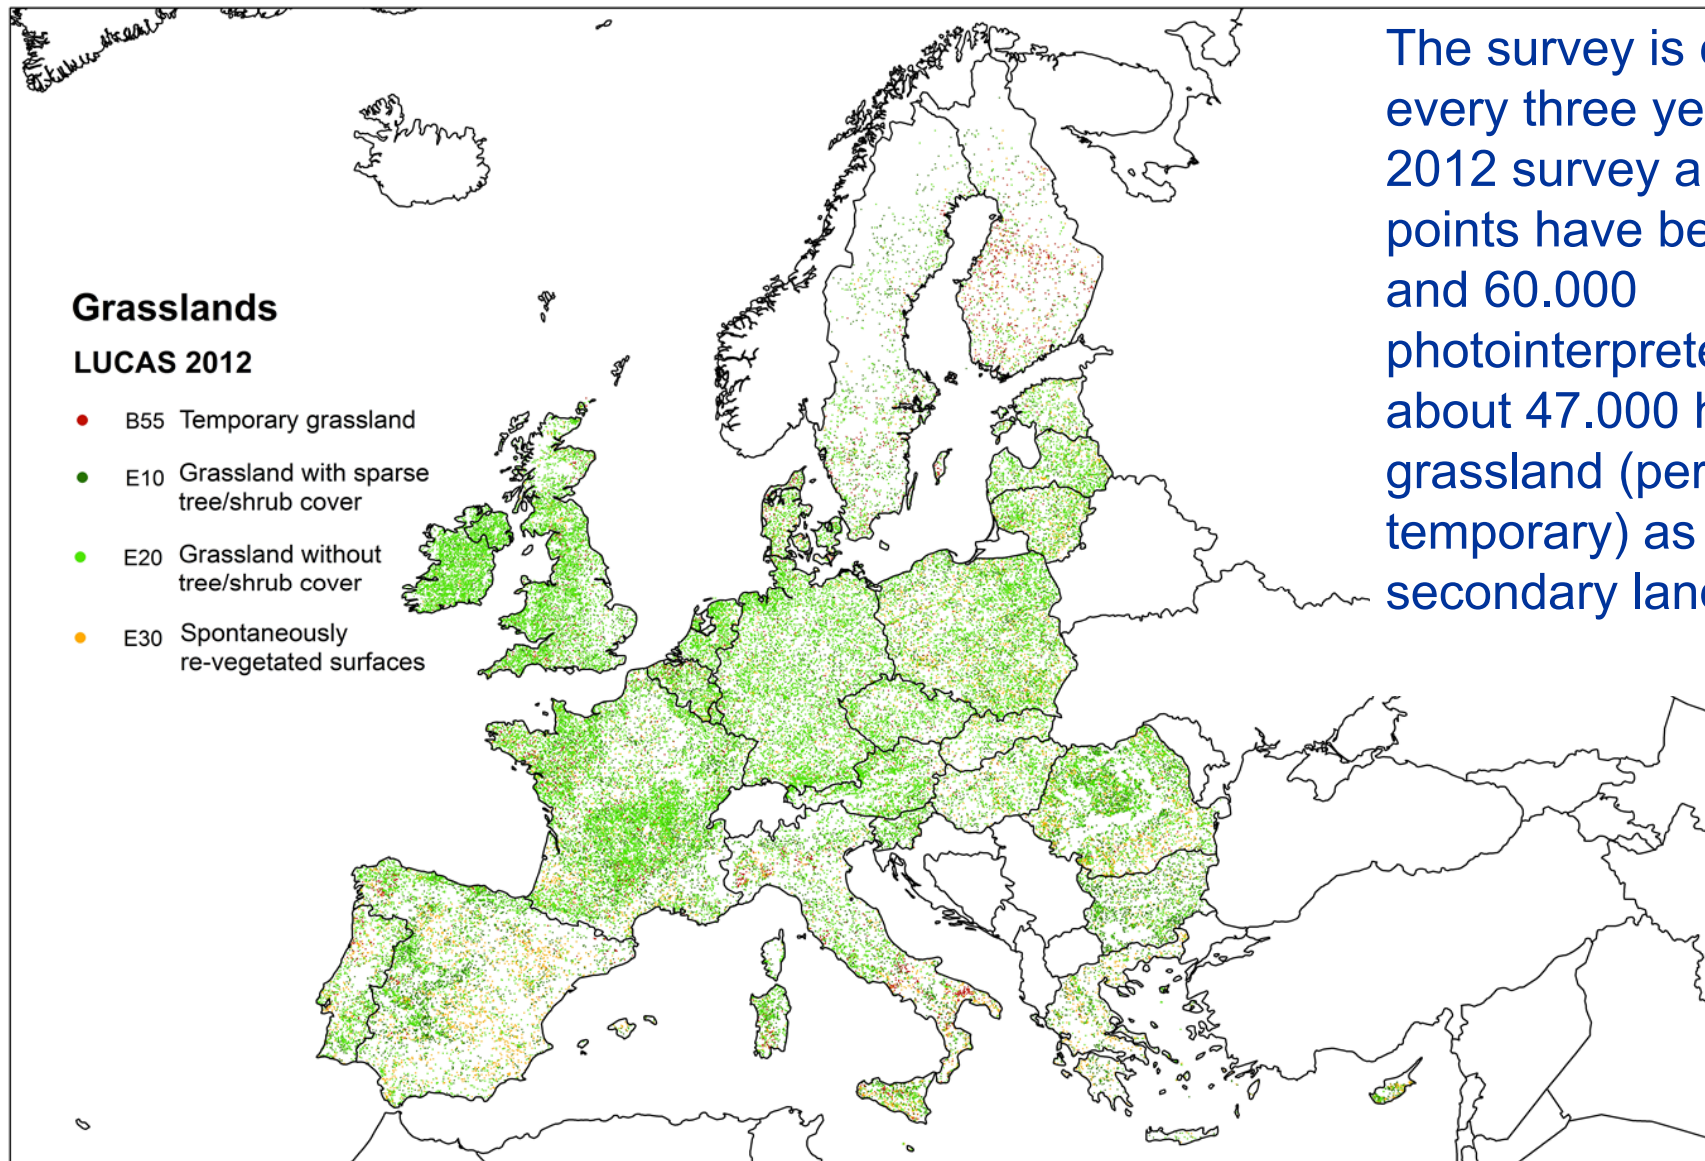 Grasslands
LUCAS 2012
B55 Temporary grassland
E10 Grassland with sparse
tree/shrub cover
E20 Grassland without
tree/shrub cover
E30 Spontaneously
re-vegetated surfaces
The survey is
every three
2012 survey
points have
and 60.000
about 47.000
grassland
temporary) as
secondary